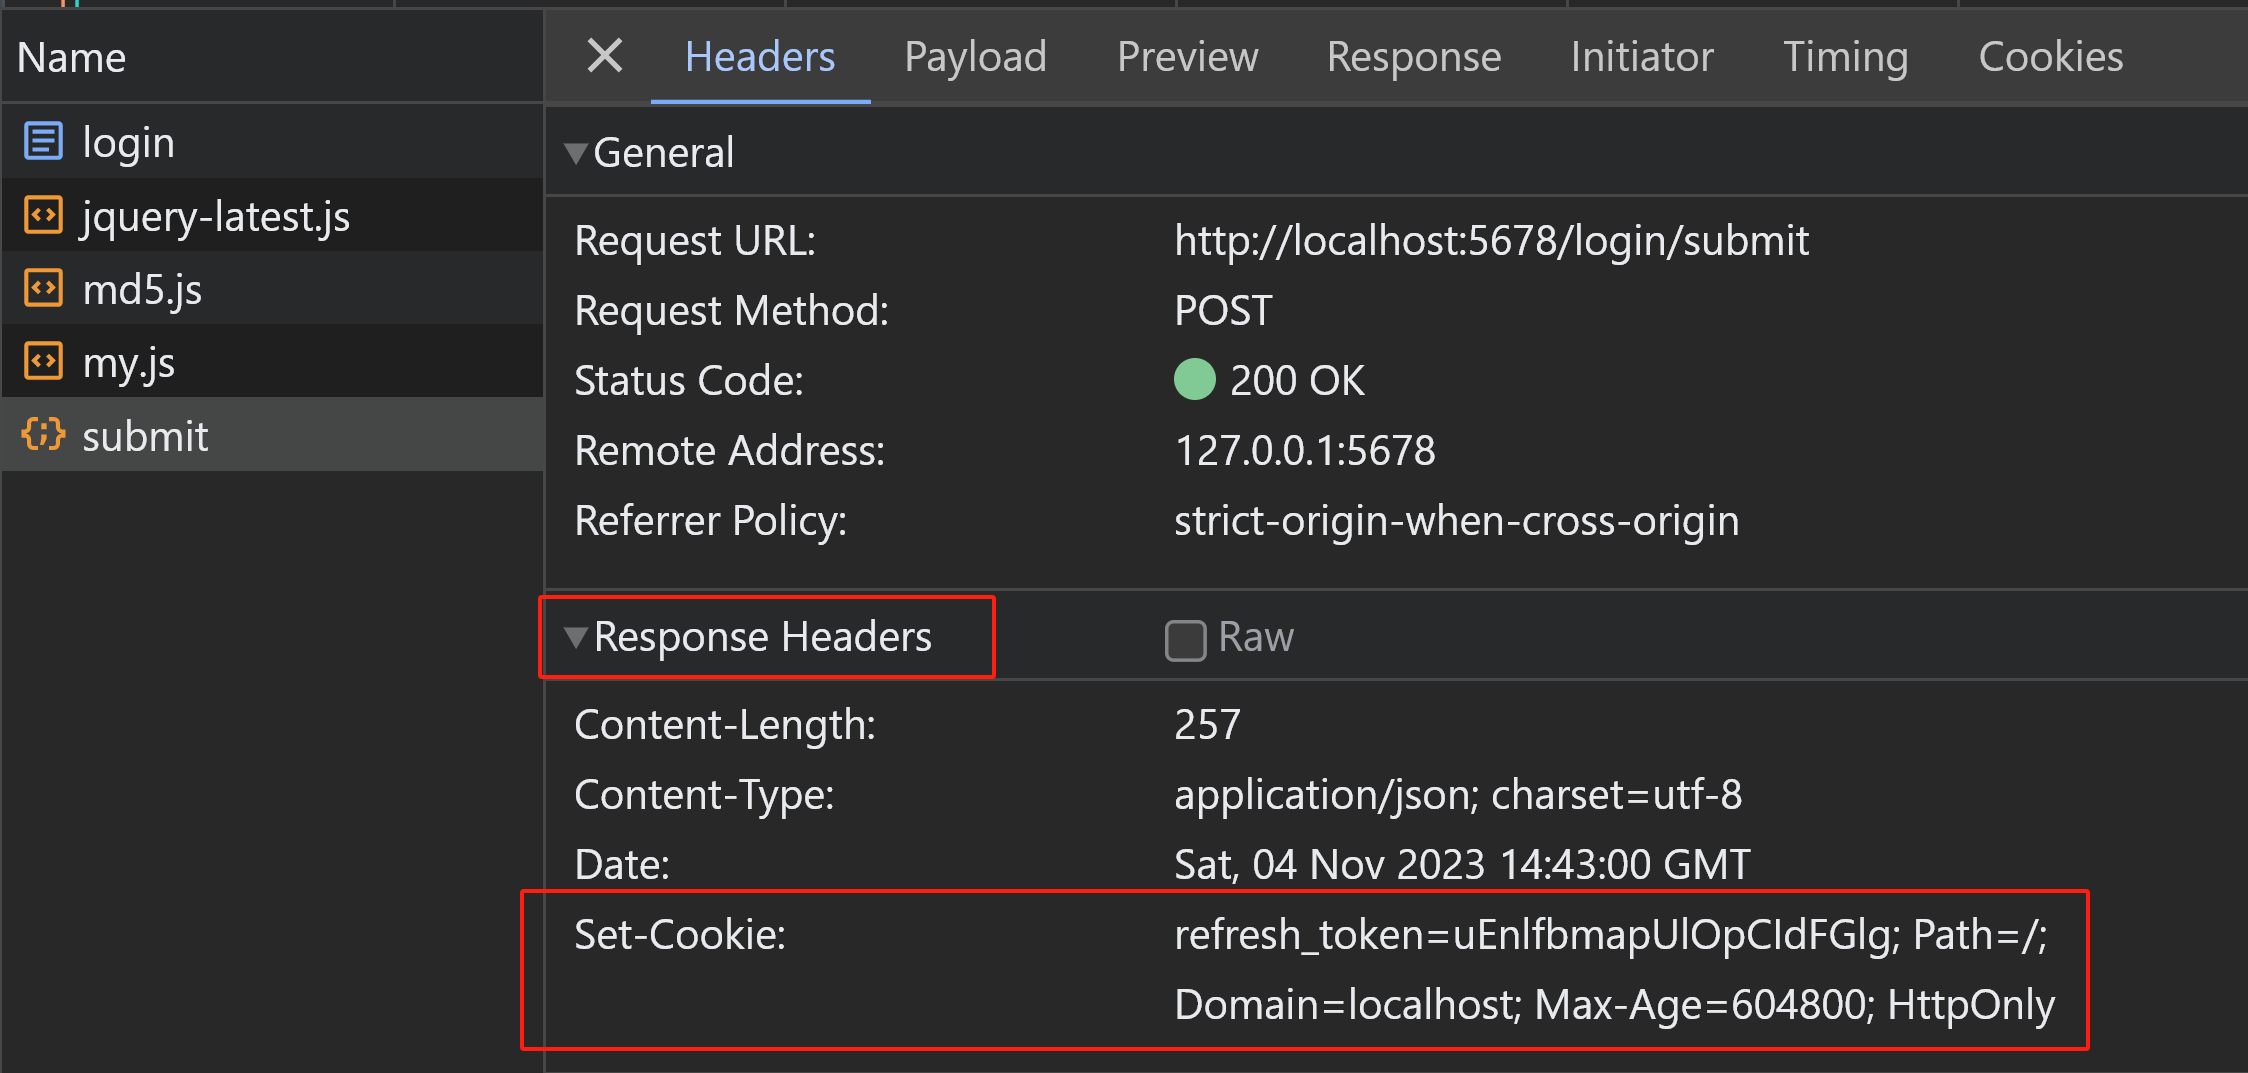 Name
login
jquery-latest.js
md5.js
my.js
submit
Headers Payload Preview Response Initiator Timing Cookies
General
Request URL: http://localhost:5678/login/submit
Request Method: POST
Status Code: 200 OK
Remote Address: 127.0.0.1:5678
Referrer Policy: strict-origin-when-cross-origin
Response Headers Raw
Content-Length: 257
Content-Type: application/json; charset=utf-8
Date: Sat, 04 Nov 2023 14:43:00 GMT
Set-Cookie: refresh_token=uEnlfbmapUlOpCIdFGlg; Path=/;
Domain=localhost; Max-Age=604800; HttpOnly